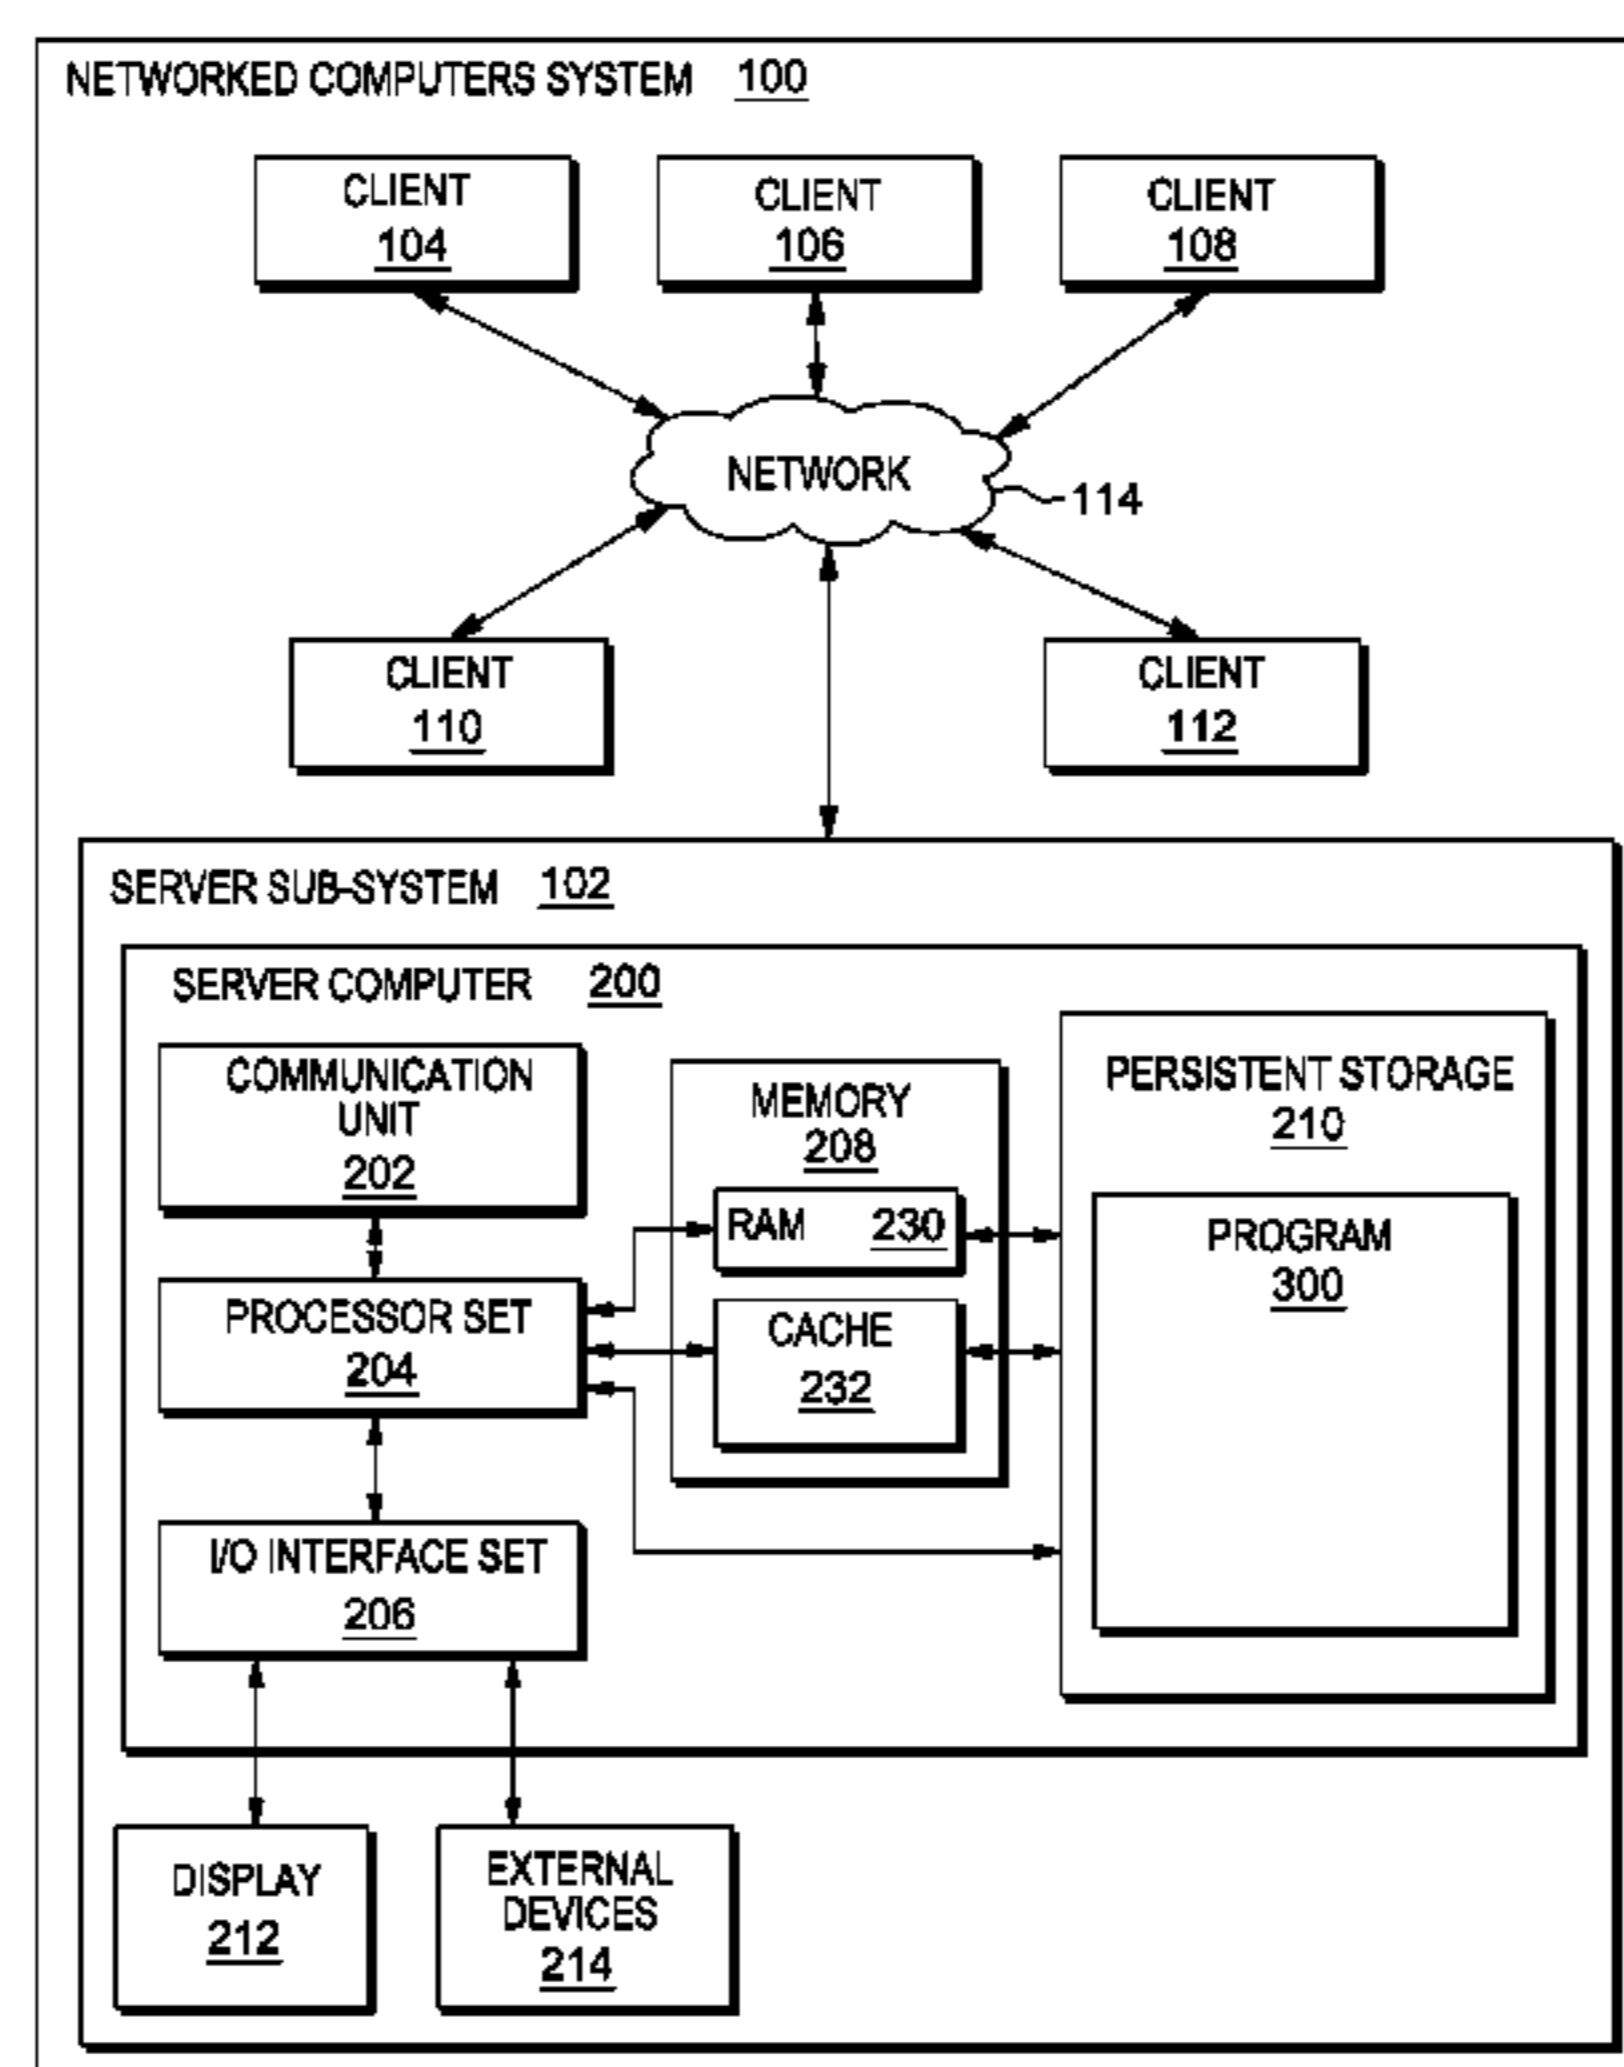 NETWORKED COMPUTERS SYSTEM 100
CLIENT
104
CLIENT
106
CLIENT
108
NETWORK
114
CLIENT
110
CLIENT
112
SERVER SUB-SYSTEM 102
SERVER COMPUTER 200
COMMUNICATION
UNIT
202
PROCESSOR SET
204
I/O INTERFACE SET
206
MEMORY
208
RAM 230
CACHE
232
PERSISTENT STORAGE
210
PROGRAM
300
DISPLAY
212
EXTERNAL
DEVICES
214